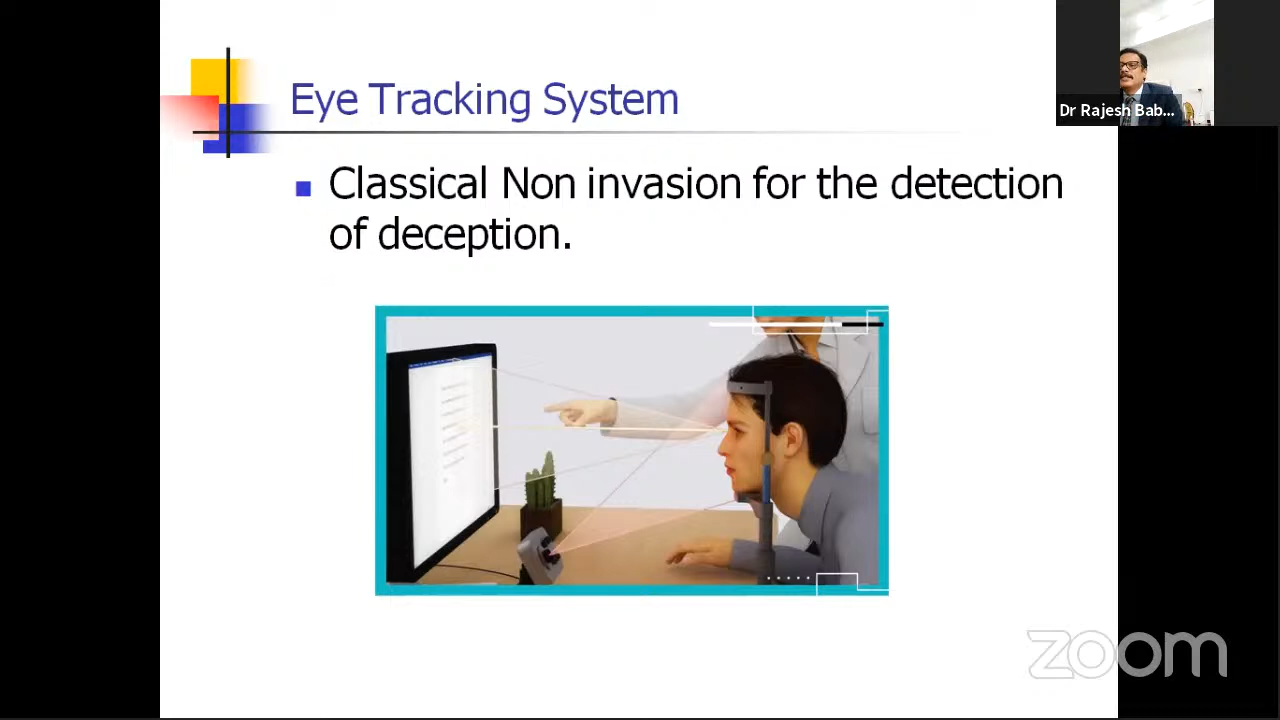 Eye Tracking System
Classical Non invasion for the detection
of deception.
Dr Rajesh Bab...
zoom